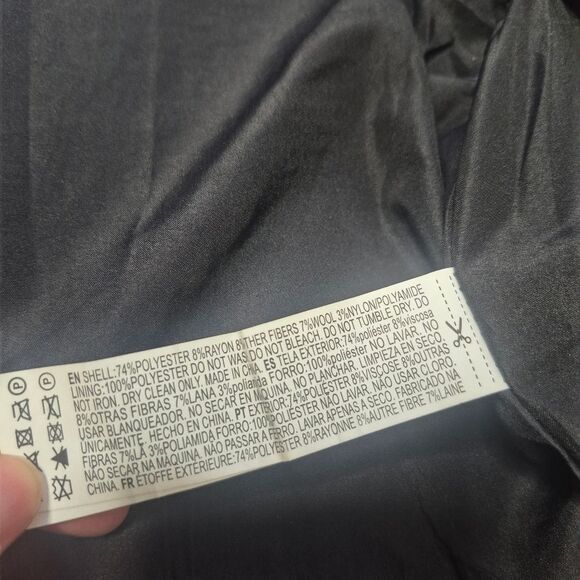 EN SHELL:74%POLYESTER 8%RAYON 8%THER FIBERS 7%WOOL 3%NYLON/POLYAMIDE
LINING:100%POLYESTER DO NOT WAS DO NOT BLEACH. DO NOT TUMBLE DRY. DO
NOT IRON. DRY CLEAN ONLY MADE IN CHINA. ES TELA EXTERIOR:74% poliéster 8% viscosa
8%OTRAS FIBRAS 7%LANA 3%poliamida FORRO:100%poliéster NO LAVAR. NO
USAR BLANQUEADOR. NO SECAR EN MAQUINA. NO PLANCHAR. LIMPIEZA EN SECO.
ÚNICAMENTE. HECHO EN CHINA. PT EXTERIOR:74%POLIÉSTER 8%VISCOSE 8%OUTRAS
FIBRAS 7%LÃ 3%POLIAMIDA FORRO:100%POLIÉSTER NÃO LAVAR. NÃO USAR CLORO.
NÃO SECAR NA MAQUINA. NÃO PASSAR A FERRO. LAVAR APENAS A SECO. FABRICADO NA
CHINA. FR ÉTOFFE EXTÉRIEURE:74%POLYESTER 8%RAYONNE 8%AUTRE FIBRE 7%LAINE
P
P